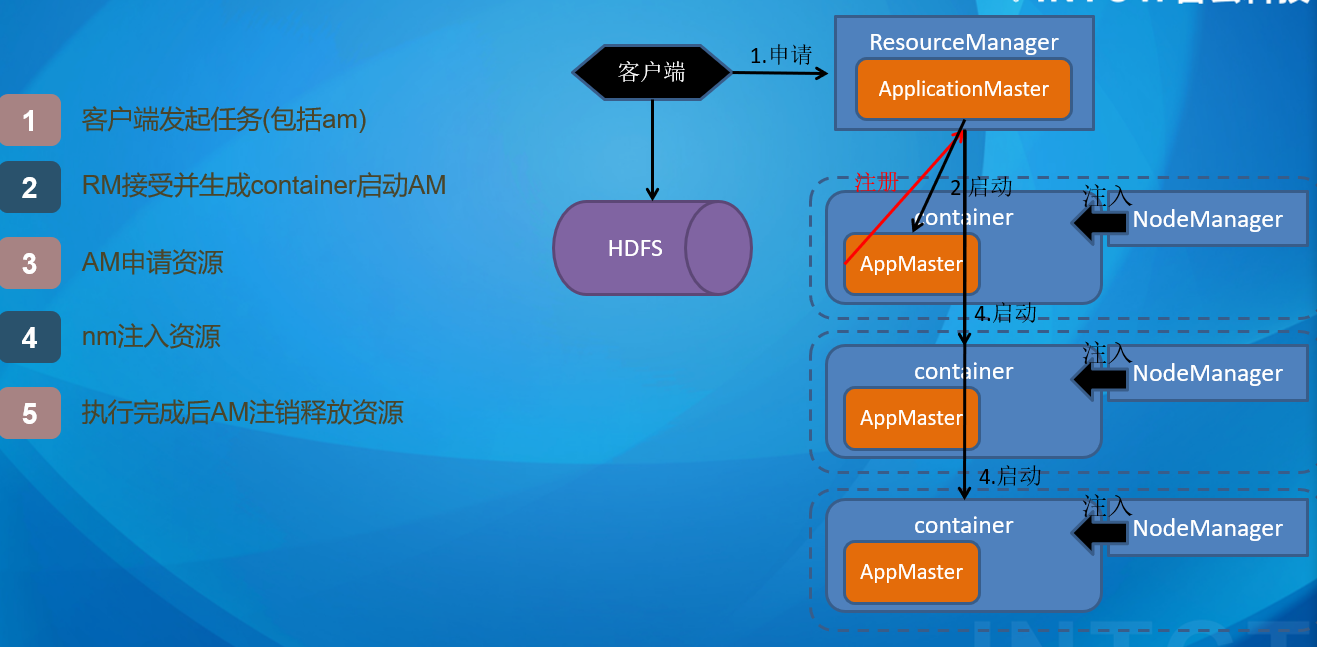 1
客户端发起任务(包括am)
2
RM接受并生成container启动AM
3
AM申请资源
4
nm注入资源
5
执行完成后AM注销释放资源
客户端
1.申请
ResourceManager
ApplicationMaster
HDFS
注册
2启动
container
AppMaster
注入
NodeManager
4.启动
container
AppMaster
注入
NodeManager
4.启动
container
AppMaster
注入
NodeManager